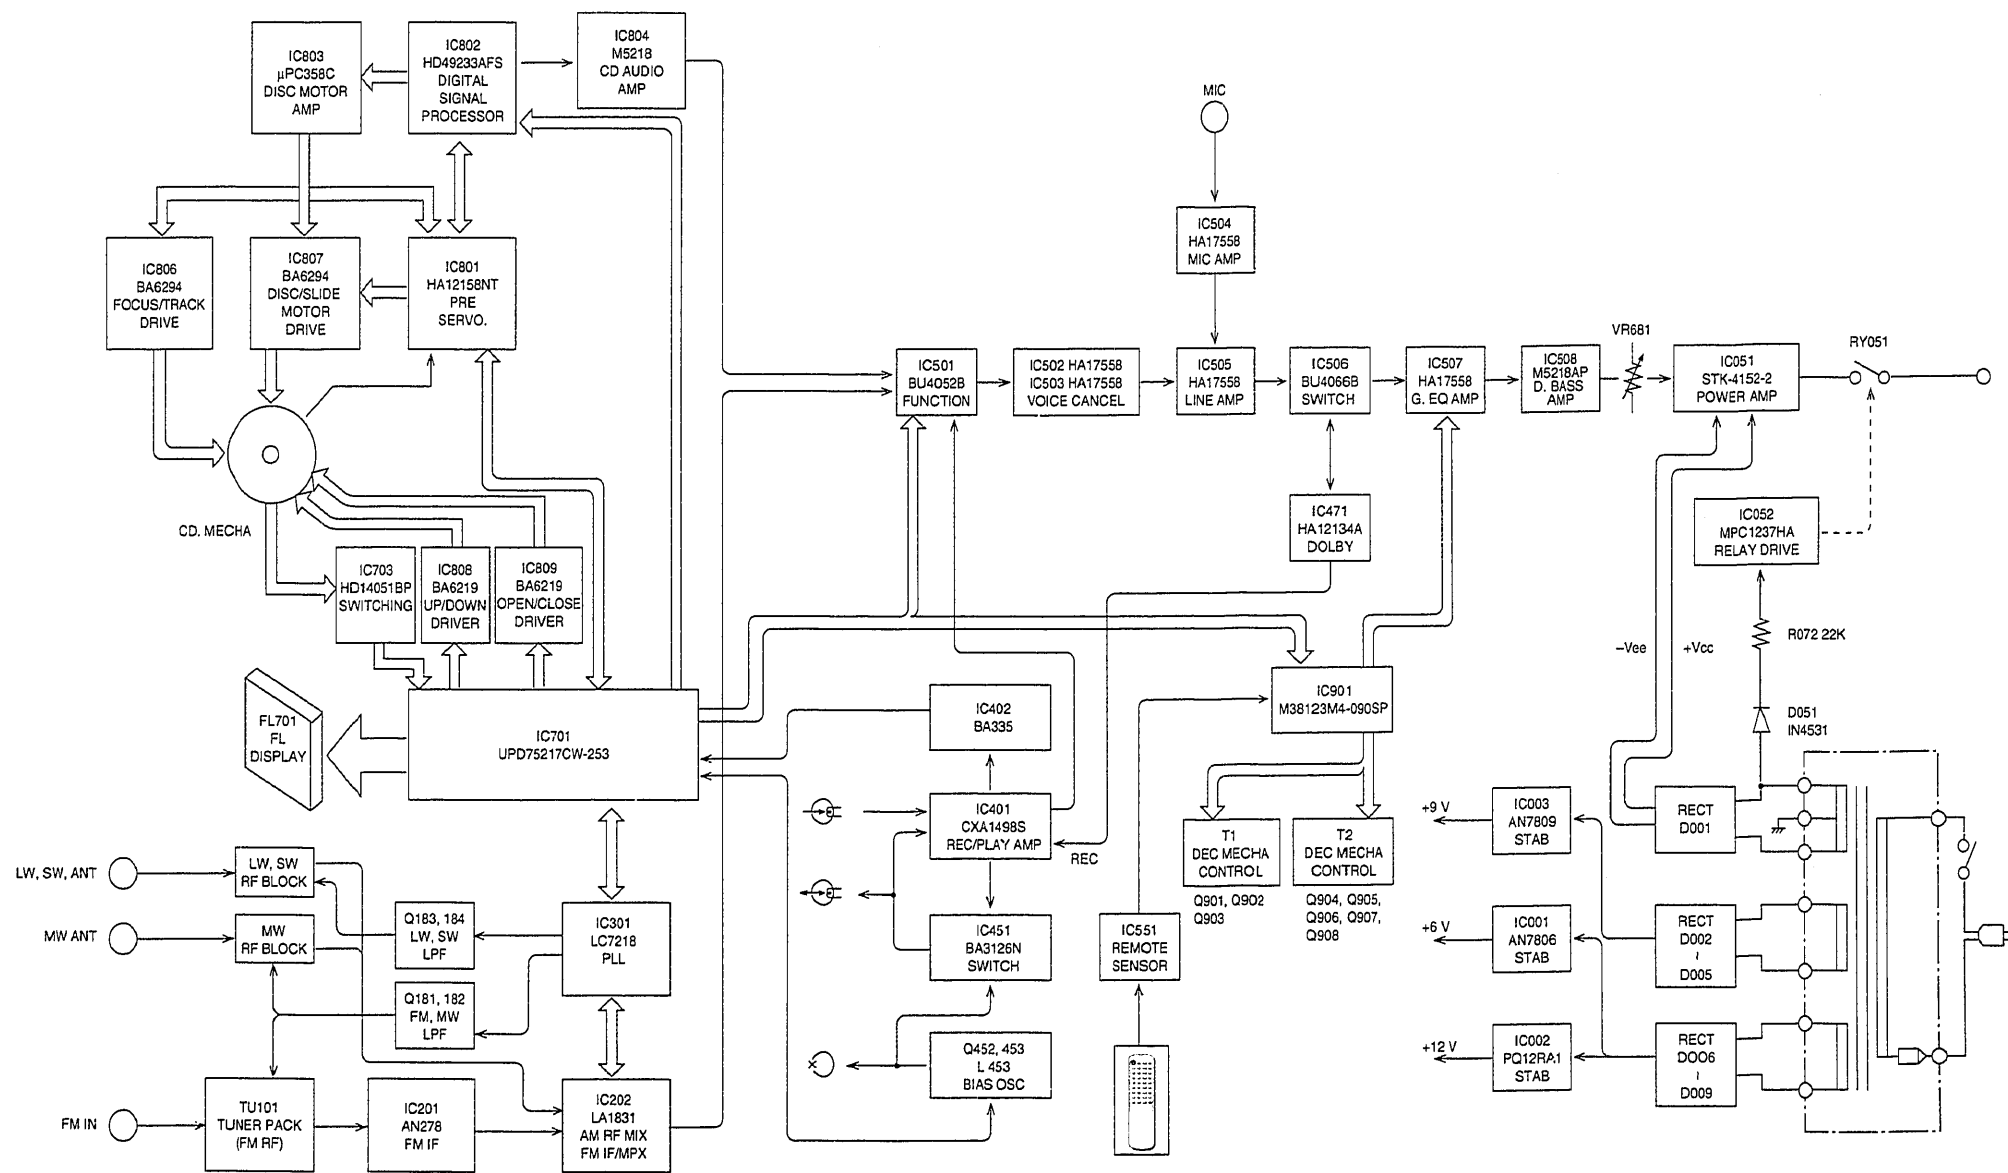 IC803
µPC358C
DISC MOTOR
AMP
IC802
HD49233AFS
DIGITAL
SIGNAL
PROCESSOR
IC804
M5218
CD AUDIO
AMP
MIC
IC806
BA6294
FOCUS/TRACK
DRIVE
IC807
BA6294
DISC/SLIDE
MOTOR
DRIVE
IC801
HA12158NT
PRE
SERVO.
IC504
HA17558
MIC AMP
IC501
BU4052B
FUNCTION
IC502 HA17558
IC503 HA17558
VOICE CANCEL
IC505
HA17558
LINE AMP
IC506
BU4066B
SWITCH
IC507
HA17558
G. EQ AMP
IC508
M5218AP
D. BASS
AMP
VR681
IC051
STK-4152-2
POWER AMP
RY051
CD. MECHA
IC471
HA12134A
DOLBY
IC052
MPC1237HA
RELAY DRIVE
IC703
HD14051BP
SWITCHING
IC808
BA6219
UP/DOWN
DRIVER
IC809
BA6219
OPEN/CLOSE
DRIVER
R072 22K
–Vee
+Vcc
FL701
FL
DISPLAY
IC701
UPD75217CW-253
IC402
BA335
IC901
M38123M4-090SP
D051
IN4531
IC401
CXA1498S
REC/PLAY AMP
REC
T1
DEC MECHA
CONTROL
Q901, Q902
Q903
T2
DEC MECHA
CONTROL
Q904, Q905,
Q906, Q907,
Q908
+9 V
IC003
AN7809
STAB
RECT
D001
LW, SW, ANT
LW, SW
RF BLOCK
MW ANT
MW
RF BLOCK
Q183, 184
LW, SW
LPF
IC301
LC7218
PLL
IC451
BA3126N
SWITCH
IC551
REMOTE
SENSOR
+6 V
IC001
AN7806
STAB
RECT
D002
~
D005
Q181, 182
FM, MW
LPF
Q452, 453
L 453
BIAS OSC
+12 V
IC002
PQ12RA1
STAB
RECT
DOO6
~
D009
FM IN
TU101
TUNER PACK
(FM RF)
IC201
AN278
FM IF
IC202
LA1831
AM RF MIX
FM IF/MPX